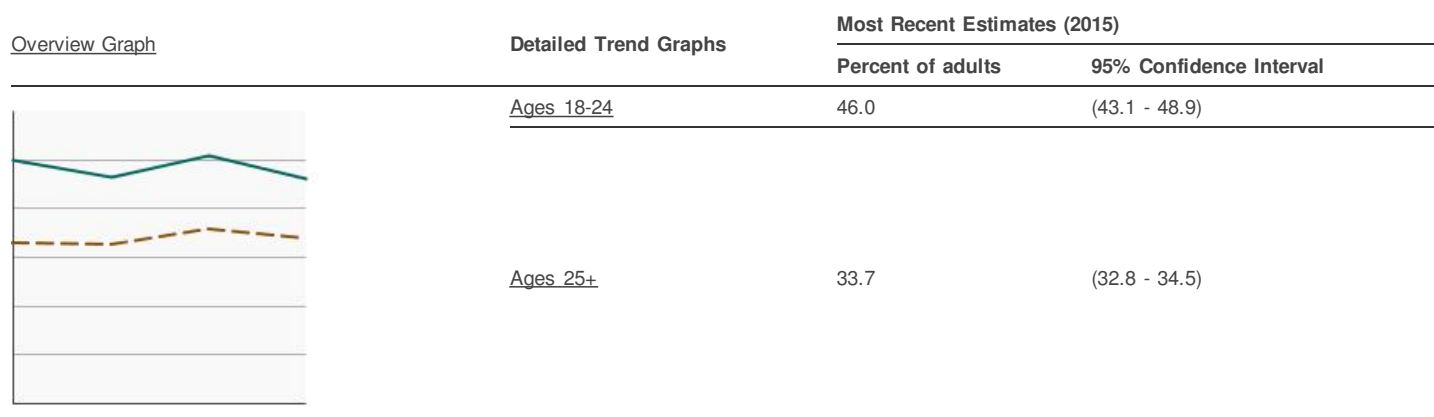 Overview Graph
Detailed Trend Graphs
Most Recent Estimates (2015)
Percent of adults
95% Confidence Interval
Ages 18-24
46.0
(43.1 - 48.9)
Ages 25+
33.7
(32.8 - 34.5)